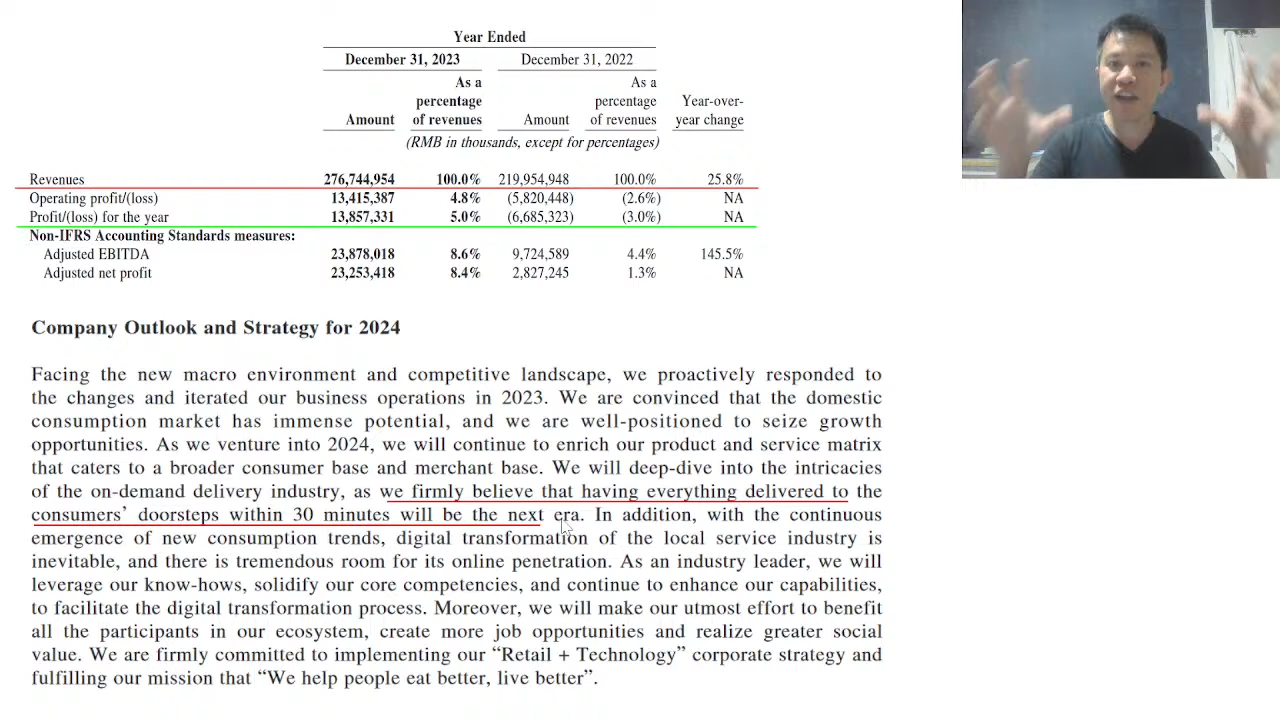 Year Ended
December 31, 2023 December 31, 2022
As a As a
percentage percentage Year-over-
Amount of revenues Amount of revenues year change
(RMB in thousands, except for percentages)
Revenues 276,744,954 100.0% 219,954,948 100.0% 25.8%
Operating profit/(loss) 13,415,387 4.8% (5,820,448) (2.6%) NA
Profit/(loss) for the year 13,857,331 5.0% (6,685,323) (3.0%) NA
Non-IFRS Accounting Standards measures:
Adjusted EBITDA 23,878,018 8.6% 9,724,589 4.4% 145.5%
Adjusted net profit 23,253,418 8.4% 2,827,245 1.3% NA
Company Outlook and Strategy for 2024
Facing the new macro environment and competitive landscape, we proactively responded to
the changes and iterated our business operations in 2023. We are convinced that the domestic
consumption market has immense potential, and we are well-positioned to seize growth
opportunities. As we venture into 2024, we will continue to enrich our product and service matrix
that caters to a broader consumer base and merchant base. We will deep-dive into the intricacies
of the on-demand delivery industry, as we firmly believe that having everything delivered to the
consumers’ doorsteps within 30 minutes will be the next era. In addition, with the continuous
emergence of new consumption trends, digital transformation of the local service industry is
inevitable, and there is tremendous room for its online penetration. As an industry leader, we will
leverage our know-hows, solidify our core competencies, and continue to enhance our capabilities,
to facilitate the digital transformation process. Moreover, we will make our utmost effort to benefit
all the participants in our ecosystem, create more job opportunities and realize greater social
value. We are firmly committed to implementing our “Retail + Technology” corporate strategy and
fulfilling our mission that “We help people eat better, live better”.